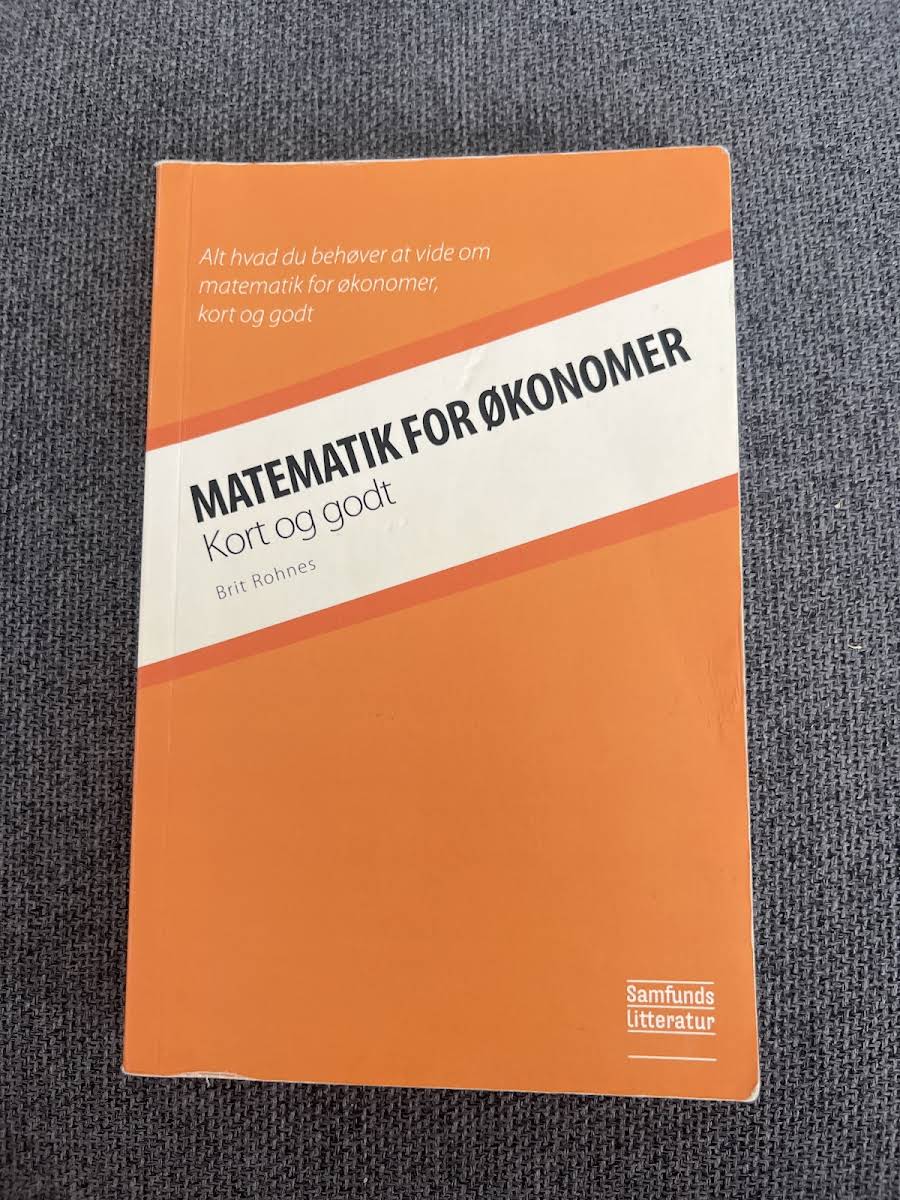 Alt hvad du behøver at vide om
matematik for økonomer,
kort og godt
MATEMATIK FOR ØKONOMER
Kort og godt
Brit Rohnes
Samfunds
litteratur